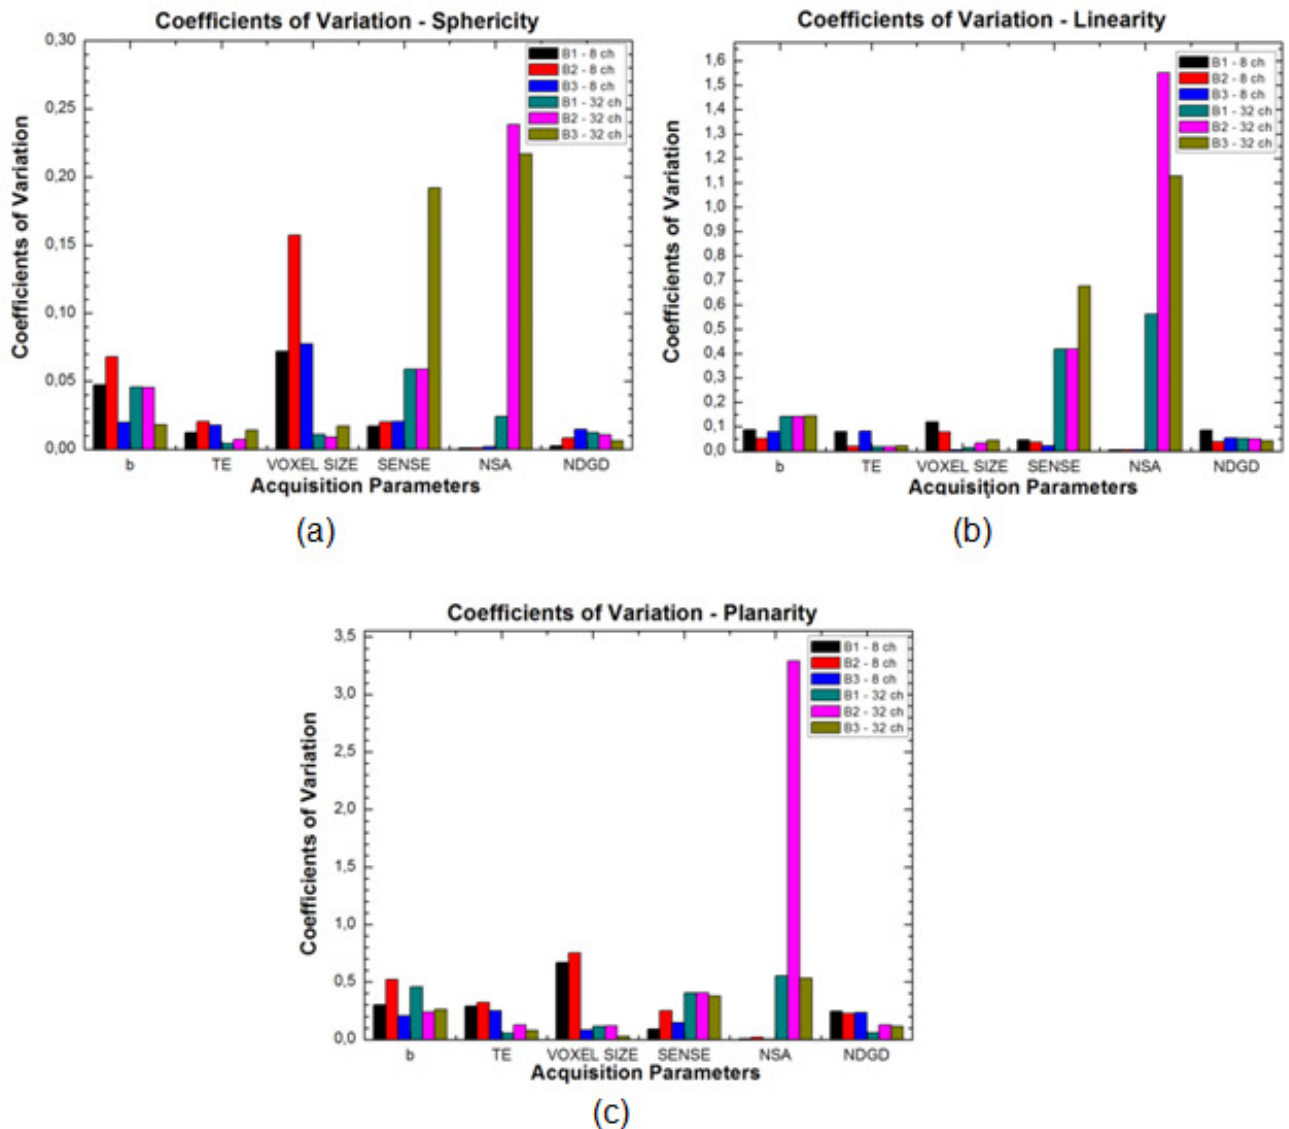 Coefficients of Variation - Sphericity
0,30
0,25
0,20
0,15
0,10
0,05
0,00
Coefficients of Variation
B1 - 8 ch
B2 - 8 ch
B3 - 8 ch
B1 - 32 ch
B2 - 32 ch
B3 - 32 ch
b TE VOXEL SIZE SENSE NSA NDGD
Acquisition Parameters
(a)
Coefficients of Variation - Linearity
1,6
1,5
1,4
1,3
1,2
1,1
1,0
0,9
0,8
0,7
0,6
0,5
0,4
0,3
0,2
0,1
0,0
Coefficients of Variation
B1 - 8 ch
B2 - 8 ch
B3 - 8 ch
B1 - 32 ch
B2 - 32 ch
B3 - 32 ch
b TE VOXEL SIZE SENSE NSA NDGD
Acquisition Parameters
(b)
Coefficients of Variation - Planarity
3,5
3,0
2,5
2,0
1,5
1,0
0,5
0,0
Coefficients of Variation
B1 - 8 ch
B2 - 8 ch
B3 - 8 ch
B1 - 32 ch
B2 - 32 ch
B3 - 32 ch
b TE VOXEL SIZE SENSE NSA NDGD
Acquisition Parameters
(c)